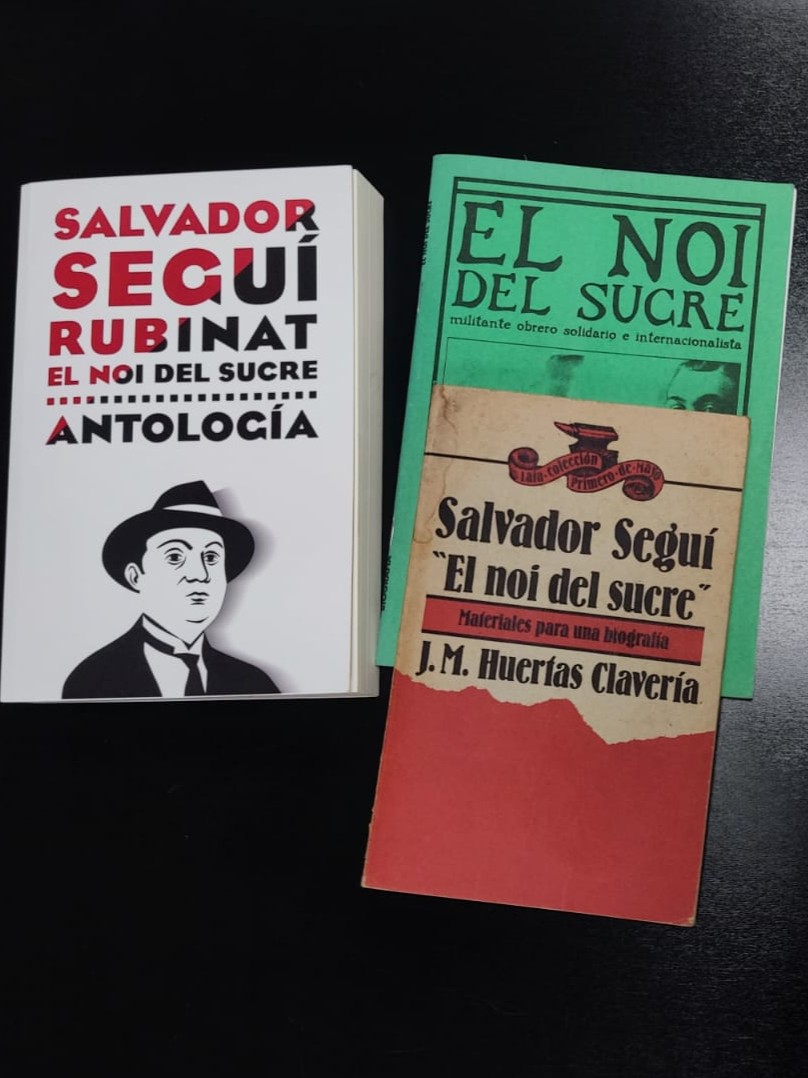 SALVADOR
SEGUÍ
RUBINAT
EL NOI DEL SUCRE
ANTOLOGÍA
EL NOI
DEL SUCRE
militante obrero solidario e internacionalista
Laia·colección
Primero·de·Mayo
Salvador Seguí
"El noi del sucre"
Materiales para una biografía
J. M. Huertas Clavería